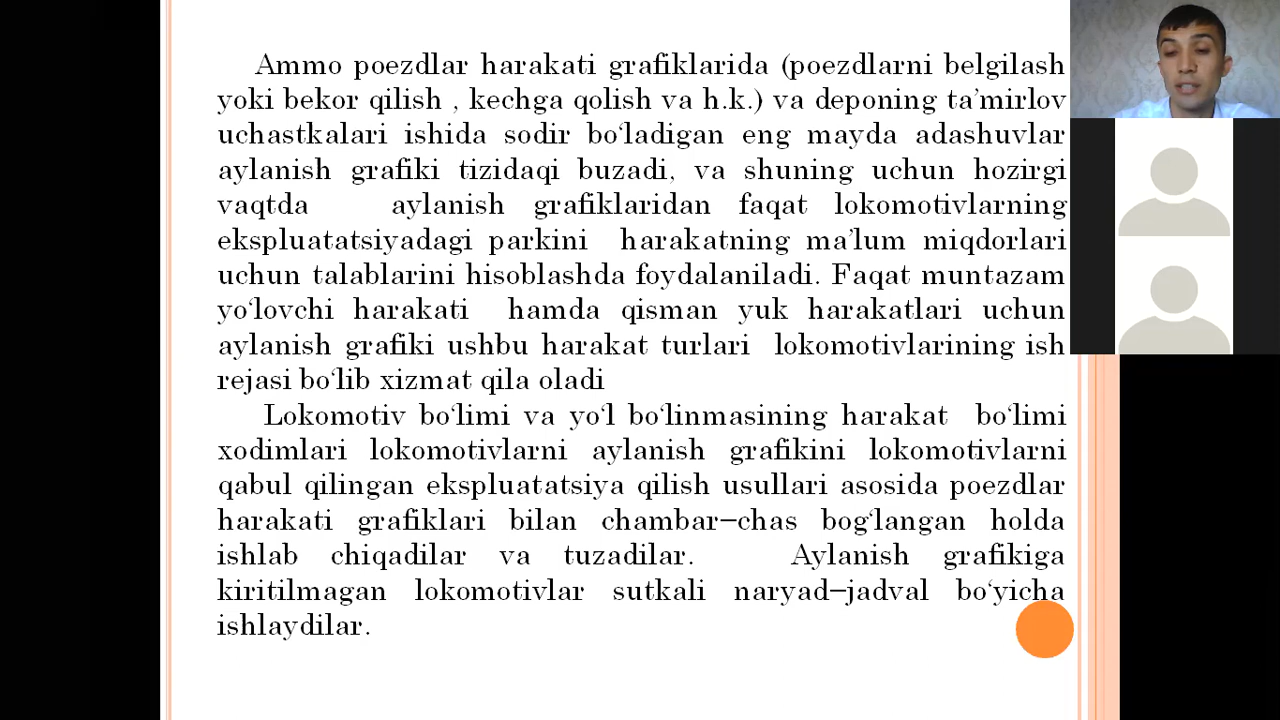 Ammo poezdlar harakati grafiklarida (poezdlarni belgilash
yoki bekor qilish , kechga qolish va h.k.) va deponing ta’mirlov
uchastkalari ishida sodir bo‘ladigan eng mayda adashuvlar
aylanish grafiki tizidaqi buzadi, va shuning uchun hozirgi
vaqtda aylanish grafiklaridan faqat lokomotivlarning
ekspluatatsiyadagi parkini harakatning ma’lum miqdorlari
uchun talablarini hisoblashda foydalaniladi. Faqat muntazam
yo‘lovchi harakati hamda qisman yuk harakatlari uchun
aylanish grafiki ushbu harakat turlari lokomotivlarining ish
rejasi bo‘lib xizmat qila oladi
Lokomotiv bo‘limi va yo‘l bo‘linmasining harakat bo‘limi
xodimlari lokomotivlarni aylanish grafikini lokomotivlarni
qabul qilingan ekspluatatsiya qilish usullari asosida poezdlar
harakati grafiklari bilan chambar–chas bog‘langan holda
ishlab chiqadilar va tuzadilar. Aylanish grafikiga
kiritilmagan lokomotivlar sutkali naryad–jadval bo‘yicha
ishlaydilar.